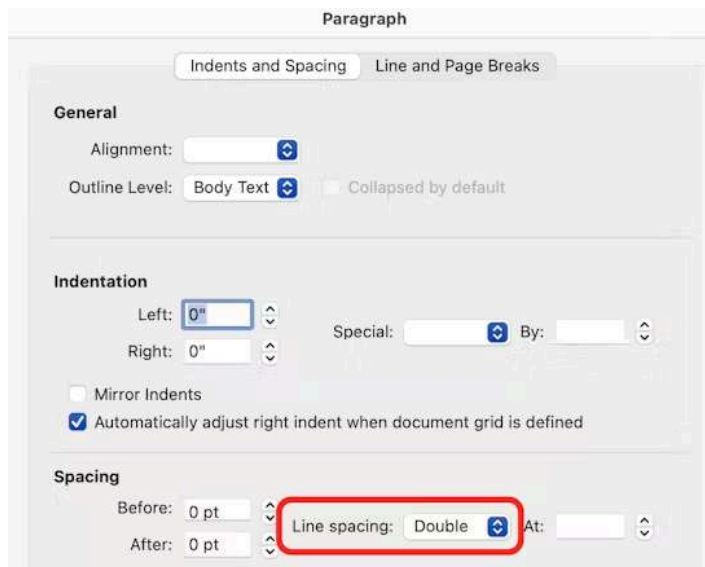 Paragraph
Indents and Spacing Line and Page Breaks
General
Alignment:
Outline Level: Body Text Collapsed by default
Indentation
Left: 0"
Special: By:
Right: 0"
Mirror Indents
Automatically adjust right indent when document grid is defined
Spacing
Before: 0 pt
Line spacing: Double At:
After: 0 pt